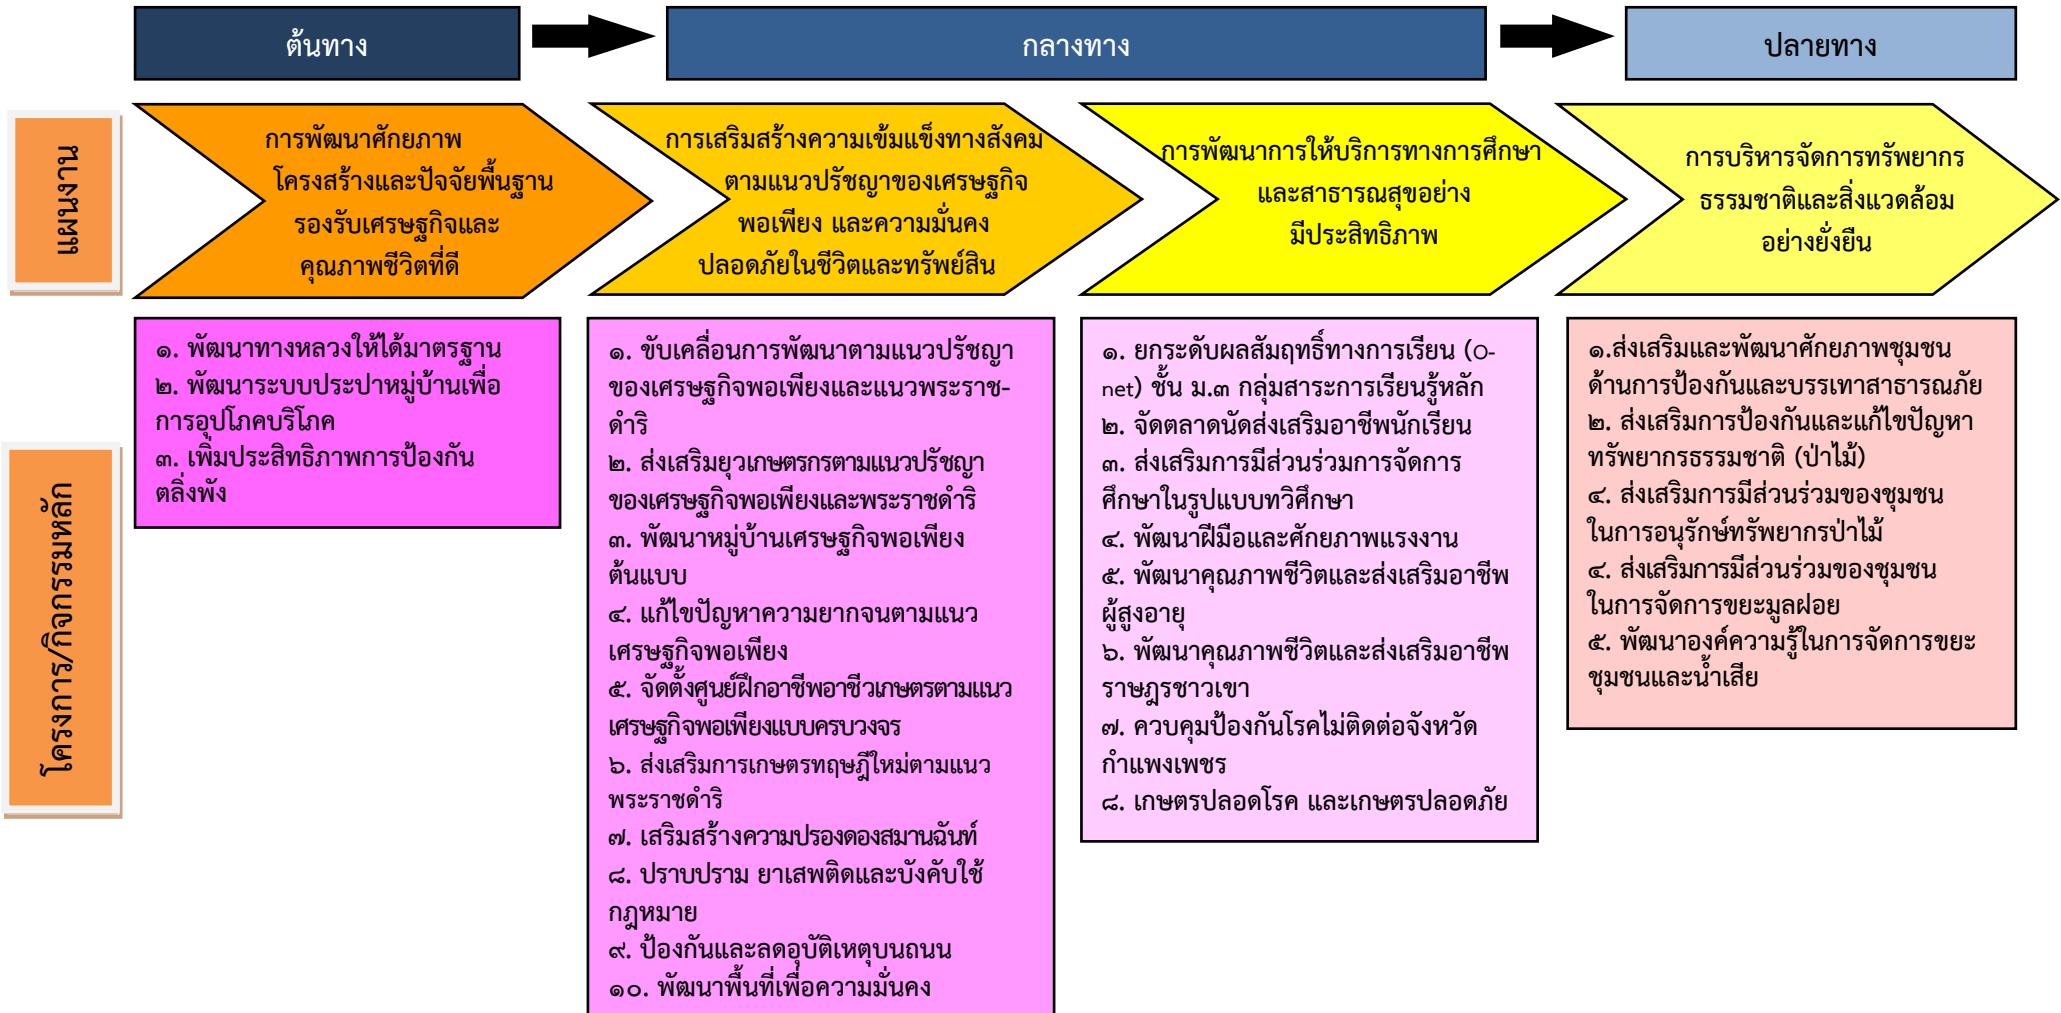 ต้นทาง
กลางทาง
ปลายทาง
แผนงาน
การพัฒนาศักยภาพ
โครงสร้างและปัจจัยพื้นฐาน
รองรับเศรษฐกิจและ
คุณภาพชีวิตที่ดี
การเสริมสร้างความเข้มแข็งทางสังคม
ตามแนวปรัชญาของเศรษฐกิจ
พอเพียง และความมั่นคง
ปลอดภัยในชีวิตและทรัพย์สิน
การพัฒนาการให้บริการทางการศึกษา
และสาธารณสุขอย่าง
มีประสิทธิภาพ
การบริหารจัดการทรัพยากร
ธรรมชาติและสิ่งแวดล้อม
อย่างยั่งยืน
โครงการ/กิจกรรมหลัก
๑. พัฒนาทางหลวงให้ได้มาตรฐาน
๒. พัฒนาระบบประปาหมู่บ้านเพื่อ
การอุปโภคบริโภค
๓. เพิ่มประสิทธิภาพการป้องกัน
ตลิ่งพัง
๑. ขับเคลื่อนการพัฒนาตามแนวปรัชญา
ของเศรษฐกิจพอเพียงและแนวพระราช-
ดำริ
๒. ส่งเสริมยุวเกษตรกรตามแนวปรัชญา
ของเศรษฐกิจพอเพียงและพระราชดำริ
๓. พัฒนาหมู่บ้านเศรษฐกิจพอเพียง
ต้นแบบ
๔. แก้ไขปัญหาความยากจนตามแนว
เศรษฐกิจพอเพียง
๕. จัดตั้งศูนย์ฝึกอาชีพอาชีวเกษตรตามแนว
เศรษฐกิจพอเพียงแบบครบวงจร
๖. ส่งเสริมการเกษตรทฤษฎีใหม่ตามแนว
พระราชดำริ
๗. เสริมสร้างความปรองดองสมานฉันท์
๘. ปราบปราม ยาเสพติดและบังคับใช้
กฎหมาย
๙. ป้องกันและลดอุบัติเหตุบนถนน
๑๐. พัฒนาพื้นที่เพื่อความมั่นคง
๑. ยกระดับผลสัมฤทธิ์ทางการเรียน (O-
net) ชั้น ม.๓ กลุ่มสาระการเรียนรู้หลัก
๒. จัดตลาดนัดส่งเสริมอาชีพนักเรียน
๓. ส่งเสริมการมีส่วนร่วมการจัดการ
ศึกษาในรูปแบบทวิศึกษา
๔. พัฒนาฝีมือและศักยภาพแรงงาน
๕. พัฒนาคุณภาพชีวิตและส่งเสริมอาชีพ
ผู้สูงอายุ
๖. พัฒนาคุณภาพชีวิตและส่งเสริมอาชีพ
ราษฎรชาวเขา
๗. ควบคุมป้องกันโรคไม่ติดต่อจังหวัด
กำแพงเพชร
๘. เกษตรปลอดโรค และเกษตรปลอดภัย
๑.ส่งเสริมและพัฒนาศักยภาพชุมชน
ด้านการป้องกันและบรรเทาสาธารณภัย
๒. ส่งเสริมการป้องกันและแก้ไขปัญหา
ทรัพยากรธรรมชาติ (ป่าไม้)
๔. ส่งเสริมการมีส่วนร่วมของชุมชน
ในการอนุรักษ์ทรัพยากรป่าไม้
๔. ส่งเสริมการมีส่วนร่วมของชุมชน
ในการจัดการขยะมูลฝอย
๕. พัฒนาองค์ความรู้ในการจัดการขยะ
ชุมชนและน้ำเสีย